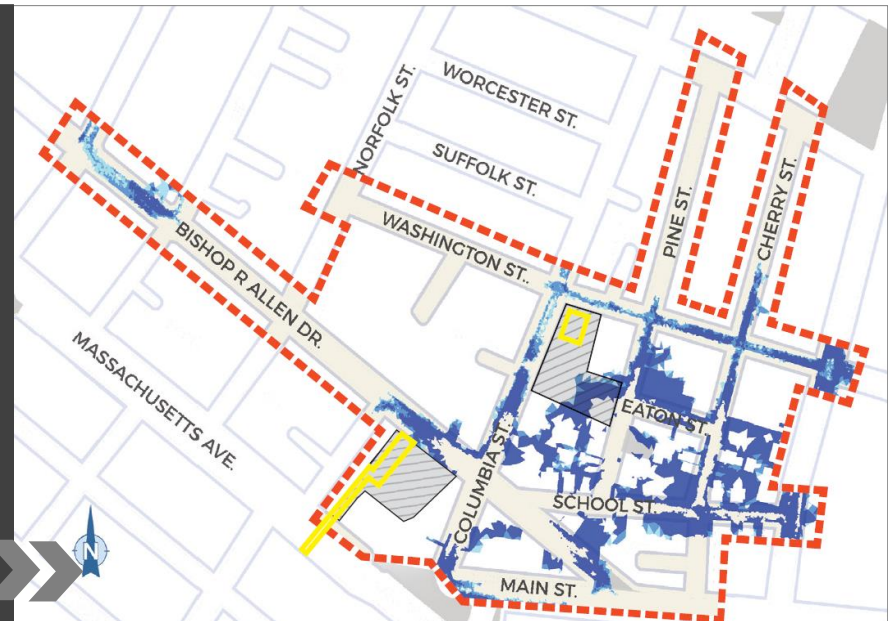 NORFOLK ST.
WORCESTER ST.
SUFFOLK ST.
PINE ST.
CHERRY ST.
WASHINGTON ST..
BISHOP R ALLEN DR.
MASSACHUSETTS AVE.
EATON ST.
COLUMBIA ST.
SCHOOL ST.
MAIN ST.
N